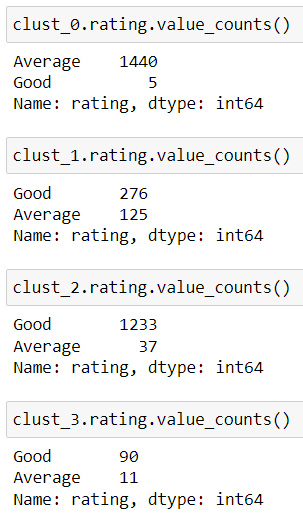 clust_0.rating.value_counts()
Average    1440
Good          5
Name: rating, dtype: int64
clust_1.rating.value_counts()
Good       276
Average    125
Name: rating, dtype: int64
clust_2.rating.value_counts()
Good       1233
Average      37
Name: rating, dtype: int64
clust_3.rating.value_counts()
Good       90
Average    11
Name: rating, dtype: int64